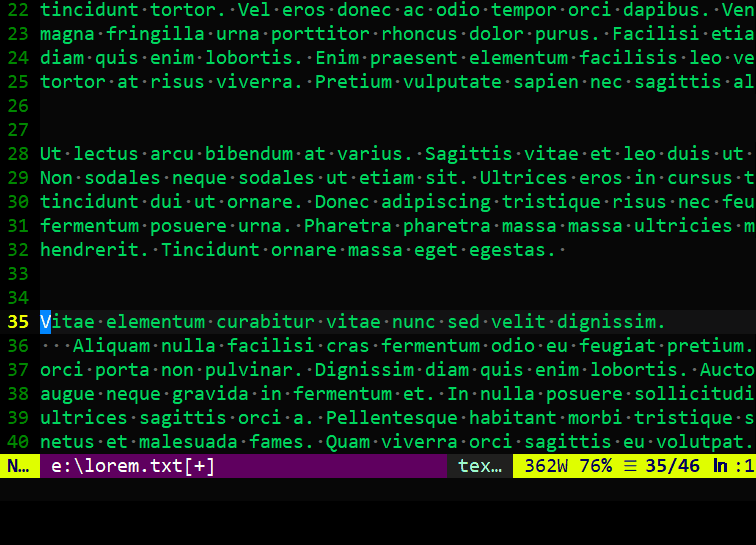 22 tincidunt·tortor.·Vel·eros·donec·ac·odio·tempor·orci·dapibus.·Ven
23 magna·fringilla·urna·porttitor·rhoncus·dolor·purus.·Facilisi·etia
24 diam·quis·enim·lobortis.·Enim·praesent·elementum·facilisis·leo·ve
25 tortor·at·risus·viverra.·Pretium·vulputate·sapien·nec·sagittis·al
26
27
28 Ut·lectus·arcu·bibendum·at·varius.·Sagittis·vitae·et·leo·duis·ut·
29 Non·sodales·neque·sodales·ut·etiam·sit.·Ultrices·eros·in·cursus·t
30 tincidunt·dui·ut·ornare.·Donec·adipiscing·tristique·risus·nec·feu
31 fermentum·posuere·urna.·Pharetra·pharetra·massa·massa·ultricies·m
32 hendrerit.·Tincidunt·ornare·massa·eget·egestas.·
33
34
35 Vitae·elementum·curabitur·vitae·nunc·sed·velit·dignissim.
36 ···Aliquam·nulla·facilisi·cras·fermentum·odio·eu·feugiat·pretium.
37 orci·porta·non·pulvinar.·Dignissim·diam·quis·enim·lobortis.·Aucto
38 augue·neque·gravida·in·fermentum·et.·In·nulla·posuere·sollicitudi
39 ultrices·sagittis·orci·a.·Pellentesque·habitant·morbi·tristique·s
40 netus·et·malesuada·fames.·Quam·viverra·orci·sagittis·eu·volutpat.
N… e:\lorem.txt[+] tex… 362W 76% ☰ 35/46 ㏑:1